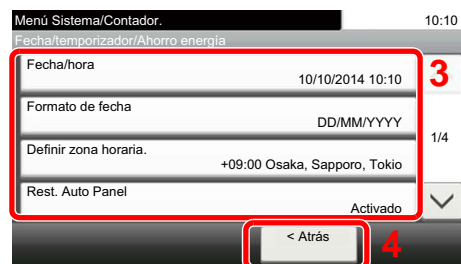 Menú Sistema/Contador.
10:10
Fecha/temporizador/Ahorro energía
Fecha/hora
10/10/2014 10:10
3
Formato de fecha
DD/MM/YYYY
1/4
Definir zona horaria.
+09:00 Osaka, Sapporo, Tokio
Rest. Auto Panel
Activado
< Atrás
4